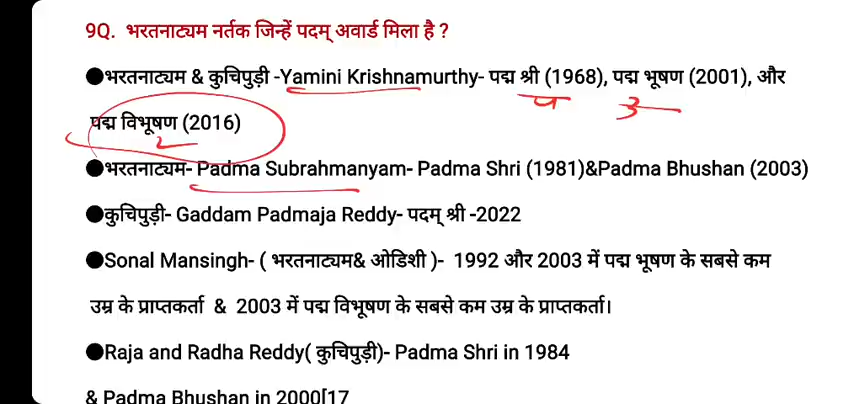 9Q. भरतनाट्यम नर्तक जिन्हें पदम् अवार्ड मिला है ?
●भरतनाट्यम & कुचिपुड़ी -Yamini Krishnamurthy- पद्म श्री (1968), पद्म भूषण (2001), और
पद्म विभूषण (2016)
●भरतनाट्यम- Padma Subrahmanyam- Padma Shri (1981)&Padma Bhushan (2003)
●कुचिपुड़ी- Gaddam Padmaja Reddy- पदम् श्री -2022
●Sonal Mansingh- ( भरतनाट्यम& ओडिशी )- 1992 और 2003 में पद्म भूषण के सबसे कम
उम्र के प्राप्तकर्ता & 2003 में पद्म विभूषण के सबसे कम उम्र के प्राप्तकर्ता।
●Raja and Radha Reddy( कुचिपुड़ी)- Padma Shri in 1984
& Padma Bhushan in 2000[17